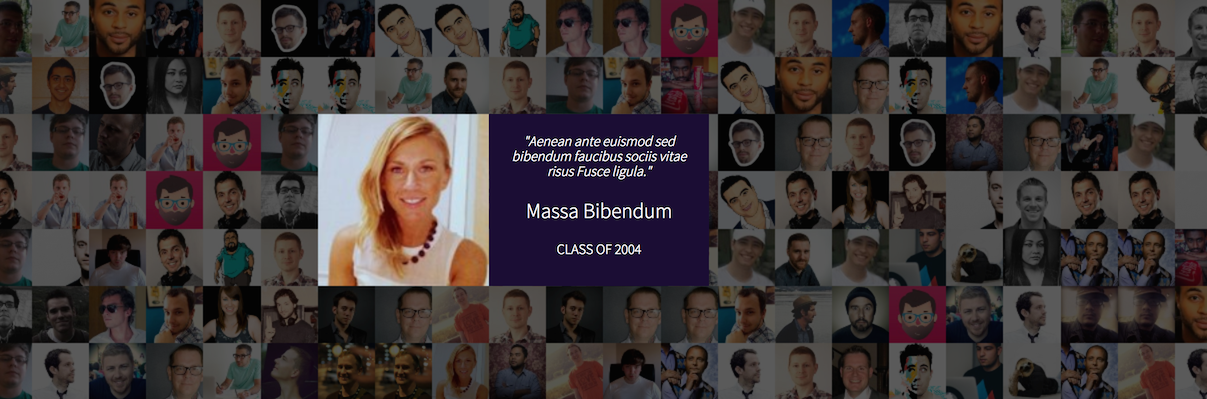 "Aenean ante euismod sed
bibendum faucibus sociis vitae
risus Fusce ligula."
Massa Bibendum
CLASS OF 2004